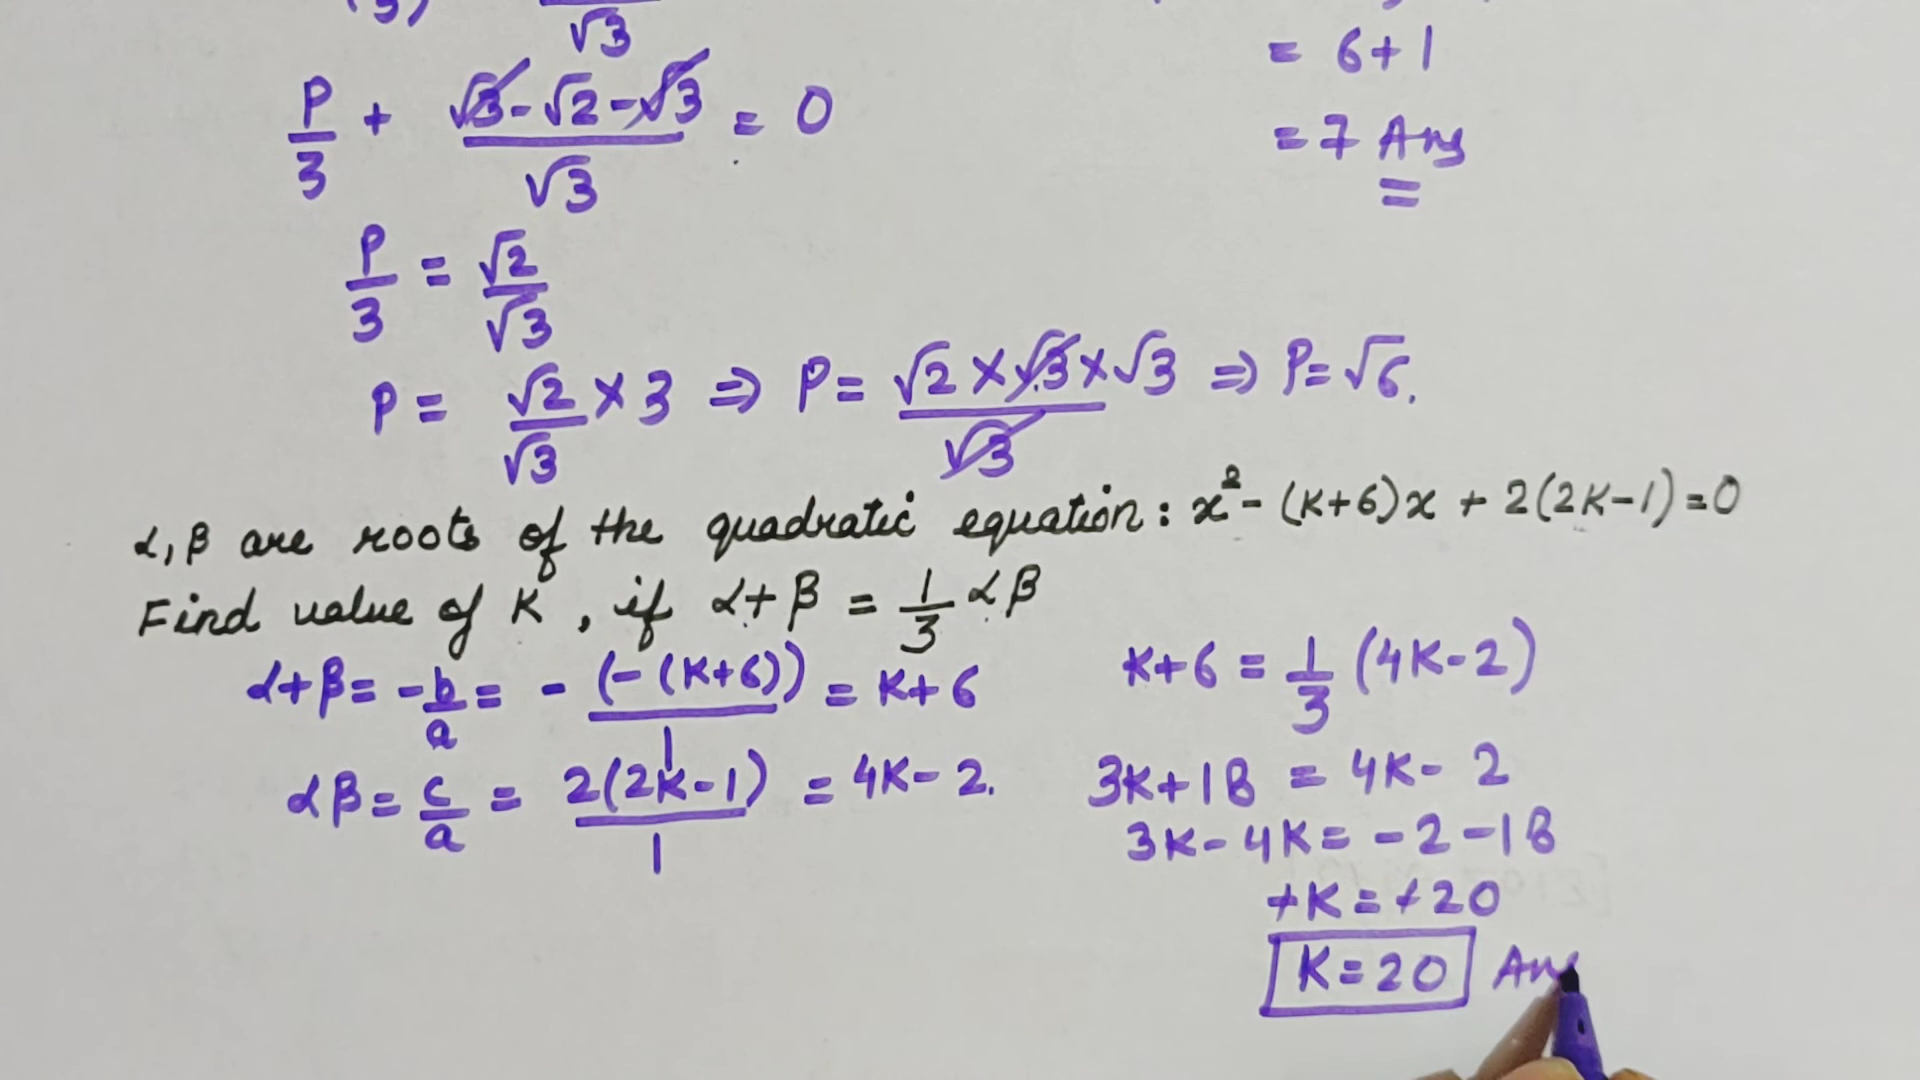 √3
= 6+1
P/3 + (√3-√2-√3)/√3 = 0
= 7 Ans
P/3 = √2/√3
P = √2/√3 × 3 ⇒ P = (√2×√3×√3)/√3 ⇒ P=√6.
α, β are roots of the quadratic equation: x² - (K+6)x + 2(2K-1)=0
Find value of K, if α+β = 1/3 αβ
α+β = -b/a = - (-(K+6))/1 = K+6
αβ = c/a = 2(2K-1)/1 = 4K-2.
K+6 = 1/3 (4K-2)
3K+18 = 4K-2
3K-4K = -2-18
+K = +20
K=20 Ans